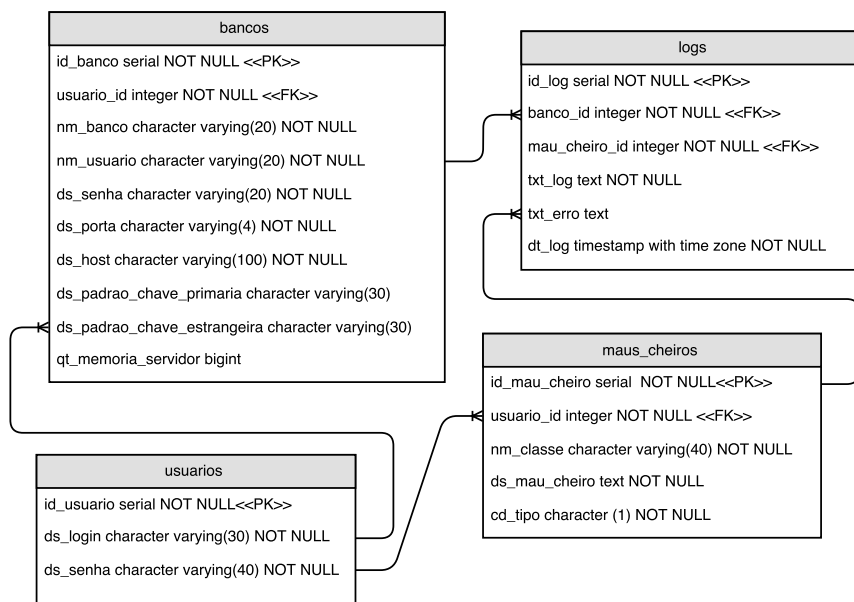 bancos
id_banco serial NOT NULL <<PK>>
usuario_id integer NOT NULL <<FK>>
nm_banco character varying(20) NOT NULL
nm_usuario character varying(20) NOT NULL
ds_senha character varying(20) NOT NULL
ds_porta character varying(4) NOT NULL
ds_host character varying(100) NOT NULL
ds_padrao_chave_primaria character varying(30)
ds_padrao_chave_estrangeira character varying(30)
qt_memoria_servidor bigint
logs
id_log serial NOT NULL <<PK>>
banco_id integer NOT NULL <<FK>>
mau_cheiro_id integer NOT NULL <<FK>>
txt_log text NOT NULL
txt_erro text
dt_log timestamp with time zone NOT NULL
maus_cheiros
id_mau_cheiro serial  NOT NULL<<PK>>
usuario_id integer NOT NULL <<FK>>
nm_classe character varying(40) NOT NULL
ds_mau_cheiro text NOT NULL
cd_tipo character (1) NOT NULL
usuarios
id_usuario serial NOT NULL<<PK>>
ds_login character varying(30) NOT NULL
ds_senha character varying(40) NOT NULL